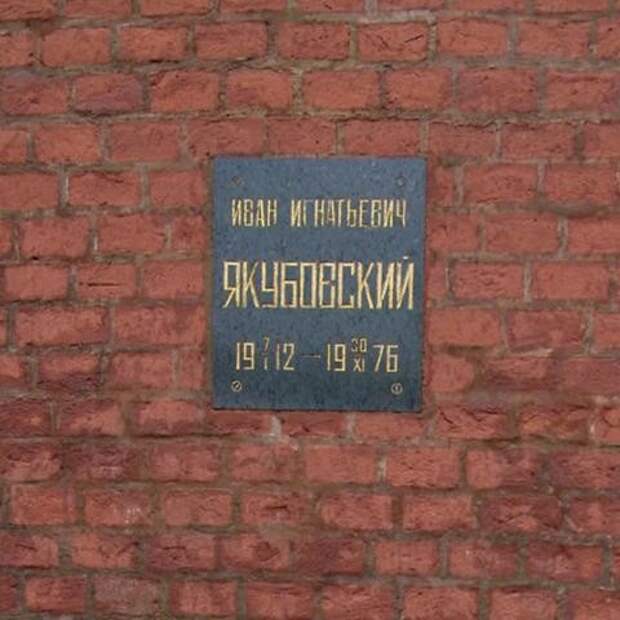 ИВАН ИГНАТЬЕВИЧ
ЯКУБОВСКИЙ
19 7/I 12 — 19 30/XI 76